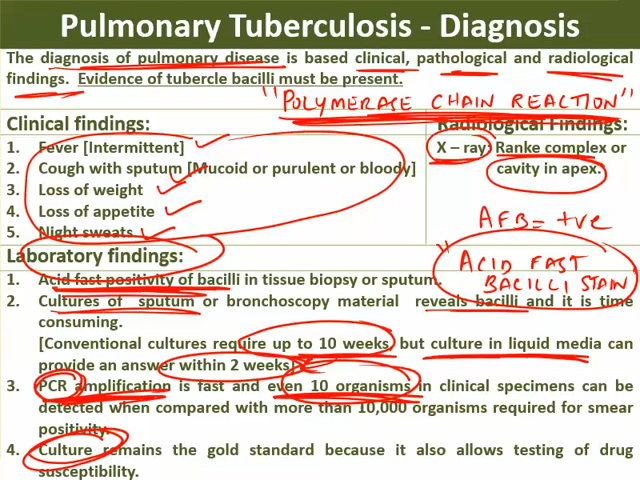 Pulmonary Tuberculosis - Diagnosis
The diagnosis of pulmonary disease is based clinical, pathological and radiological
findings. Evidence of tubercle bacilli must be present.
"POLYMERASE CHAIN REACTION"
Clinical findings:
1. Fever [Intermittent]
2. Cough with sputum [Mucoid or purulent or bloody]
3. Loss of weight
4. Loss of appetite
5. Night sweats
Radiological Findings:
X – ray: Ranke complex or
cavity in apex.
AFB = +ve
"ACID FAST
BACILLI STAIN
Laboratory findings:
1. Acid fast positivity of bacilli in tissue biopsy or sputum.
2. Cultures of sputum or bronchoscopy material reveals bacilli and it is time
consuming.
[Conventional cultures require up to 10 weeks but culture in liquid media can
provide an answer within 2 weeks]
3. PCR amplification is fast and even 10 organisms in clinical specimens can be
detected when compared with more than 10,000 organisms required for smear
positivity.
4. Culture remains the gold standard because it also allows testing of drug
susceptibility.